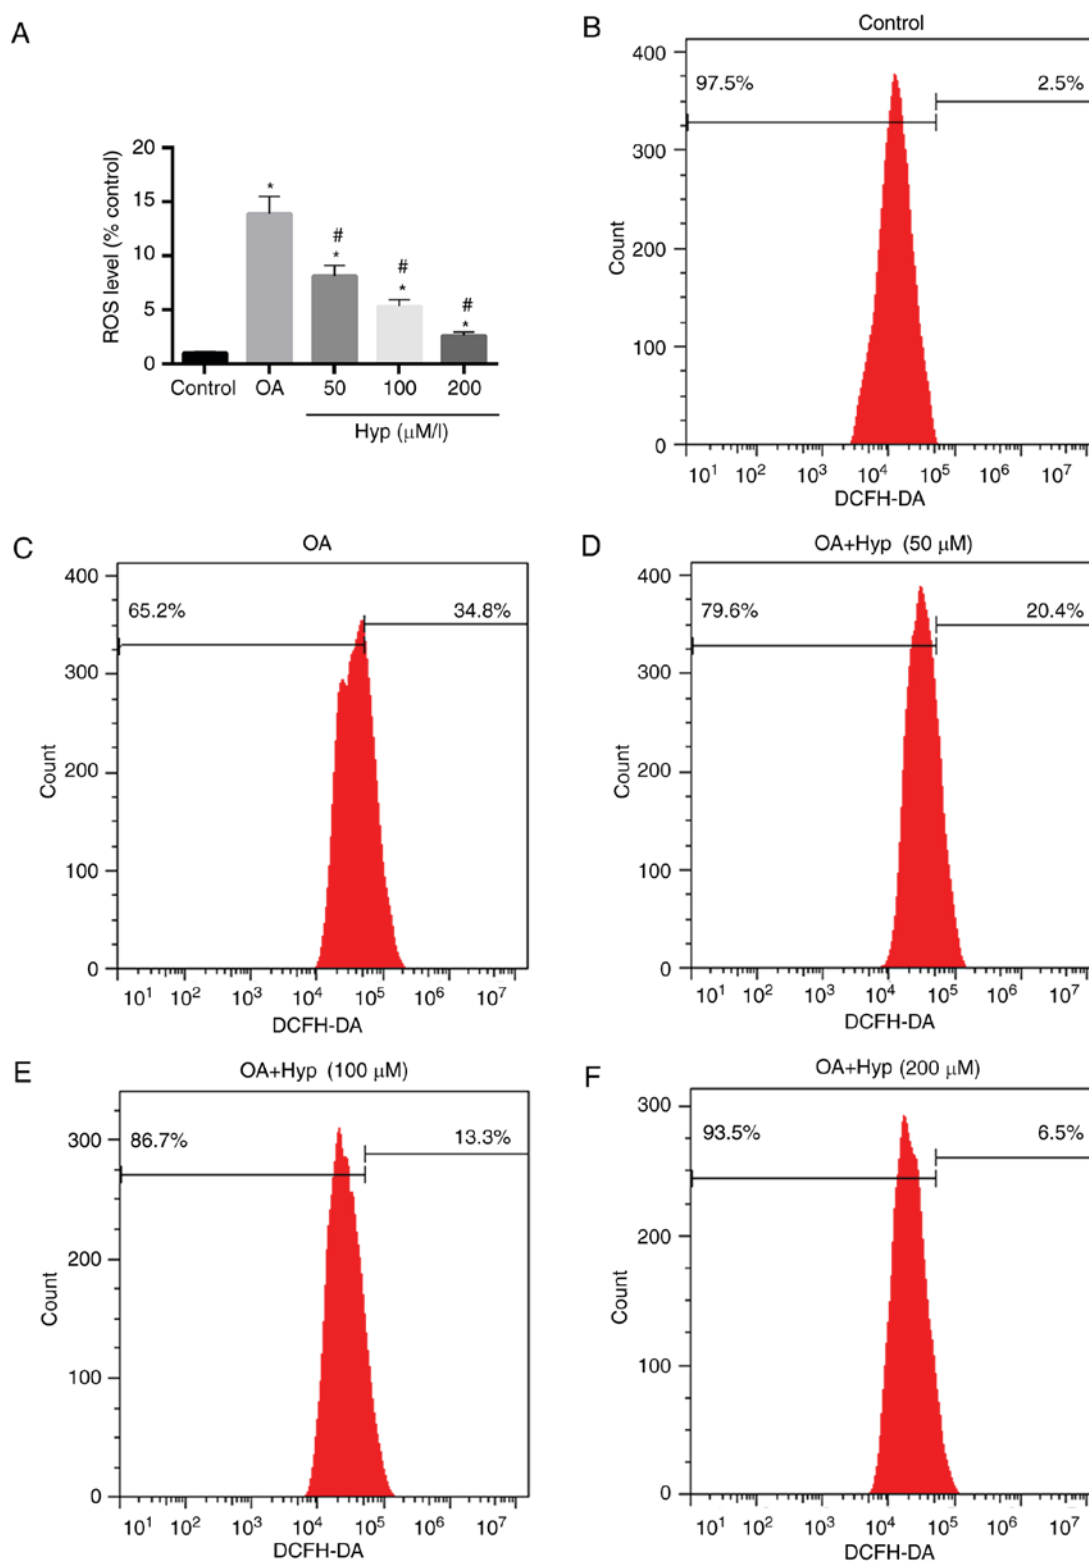 A
ROS level (% control)
20
15
10
5
0
*
#
*
#
*
#
*
Control OA 50 100 200
Hyp (μM/l)
B
Control
400
300
200
100
0
Count
97.5% 2.5%
10¹ 10² 10³ 10⁴ 10⁵ 10⁶ 10⁷
DCFH-DA
C
OA
400
300
200
100
0
Count
65.2% 34.8%
10¹ 10² 10³ 10⁴ 10⁵ 10⁶ 10⁷
DCFH-DA
D
OA+Hyp (50 μM)
400
300
200
100
0
Count
79.6% 20.4%
10¹ 10² 10³ 10⁴ 10⁵ 10⁶ 10⁷
DCFH-DA
E
OA+Hyp (100 μM)
300
200
100
0
Count
86.7% 13.3%
10¹ 10² 10³ 10⁴ 10⁵ 10⁶ 10⁷
DCFH-DA
F
OA+Hyp (200 μM)
300
200
100
0
Count
93.5% 6.5%
10¹ 10² 10³ 10⁴ 10⁵ 10⁶ 10⁷
DCFH-DA